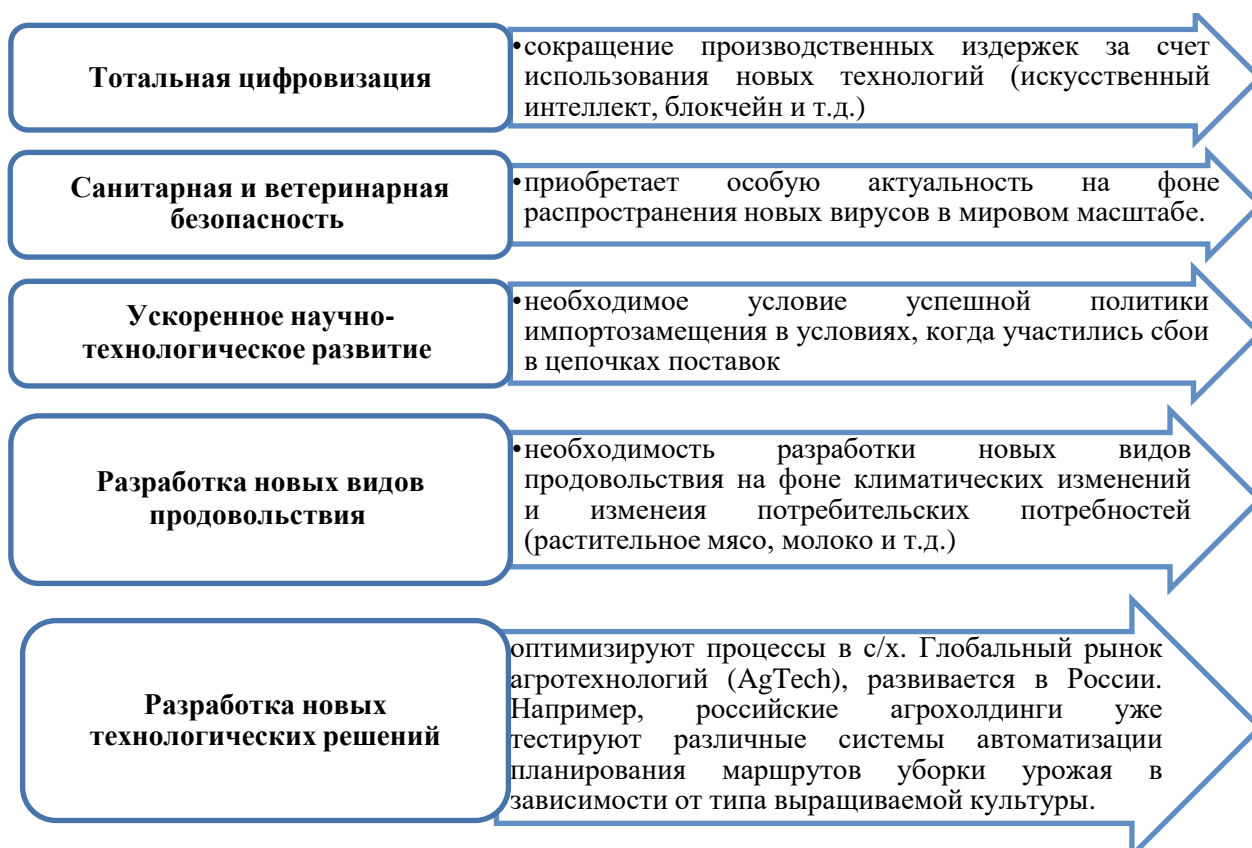 Тотальная цифровизация
•сокращение производственных издержек за счет
использования новых технологий (искусственный
интеллект, блокчейн и т.д.)
Санитарная и ветеринарная
безопасность
•приобретает особую актуальность на фоне
распространения новых вирусов в мировом масштабе.
Ускоренное научно-
технологическое развитие
•необходимое условие успешной политики
импортозамещения в условиях, когда участились сбои
в цепочках поставок
Разработка новых видов
продовольствия
•необходимость разработки новых видов
продовольствия на фоне климатических изменений
и изменеия потребительских потребностей
(растительное мясо, молоко и т.д.)
Разработка новых
технологических решений
оптимизируют процессы в с/х. Глобальный рынок
агротехнологий (AgTech), развивается в России.
Например, российские агрохолдинги уже
тестируют различные системы автоматизации
планирования маршрутов уборки урожая в
зависимости от типа выращиваемой культуры.